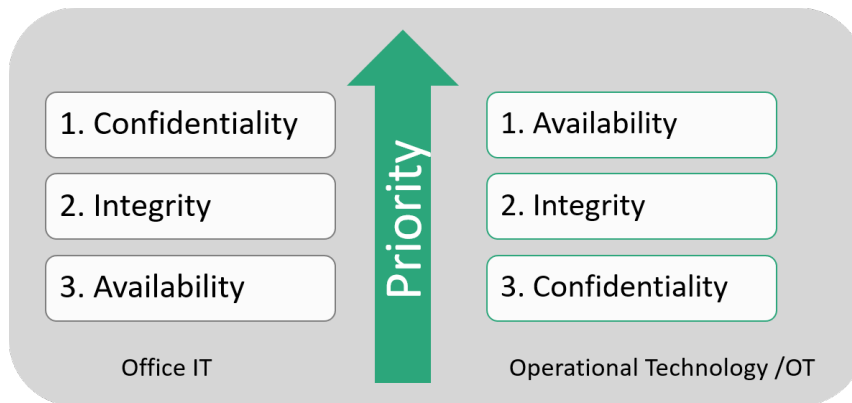 1. Confidentiality
2. Integrity
3. Availability
Office IT
Priority
1. Availability
2. Integrity
3. Confidentiality
Operational Technology /OT